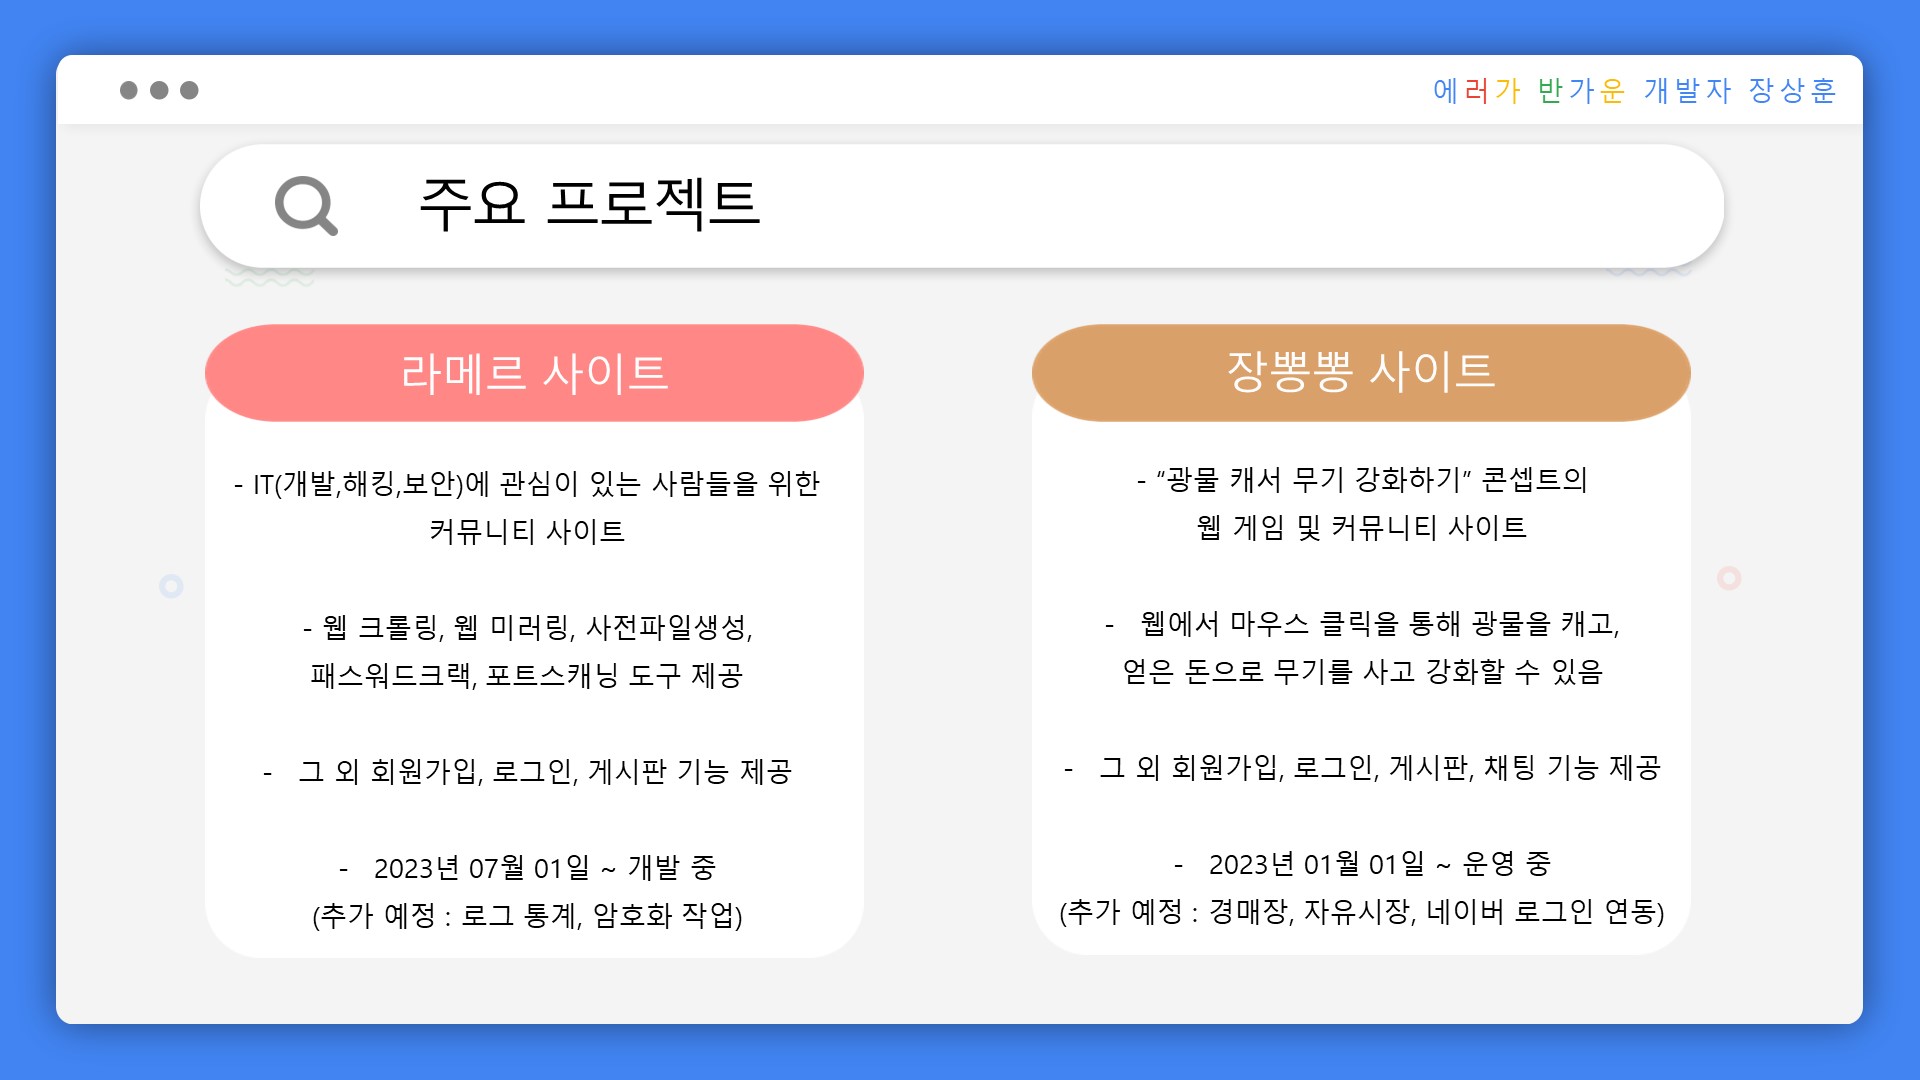 에러가 반가운 개발자 장상훈
주요 프로젝트
라메르 사이트
- IT(개발,해킹,보안)에 관심이 있는 사람들을 위한
커뮤니티 사이트
- 웹 크롤링, 웹 미러링, 사전파일생성,
패스워드크랙, 포트스캐닝 도구 제공
- 그 외 회원가입, 로그인, 게시판 기능 제공
- 2023년 07월 01일 ~ 개발 중
(추가 예정 : 로그 통계, 암호화 작업)
장뽕뽕 사이트
- “광물 캐서 무기 강화하기” 콘셉트의
웹 게임 및 커뮤니티 사이트
- 웹에서 마우스 클릭을 통해 광물을 캐고,
얻은 돈으로 무기를 사고 강화할 수 있음
- 그 외 회원가입, 로그인, 게시판, 채팅 기능 제공
- 2023년 01월 01일 ~ 운영 중
(추가 예정 : 경매장, 자유시장, 네이버 로그인 연동)